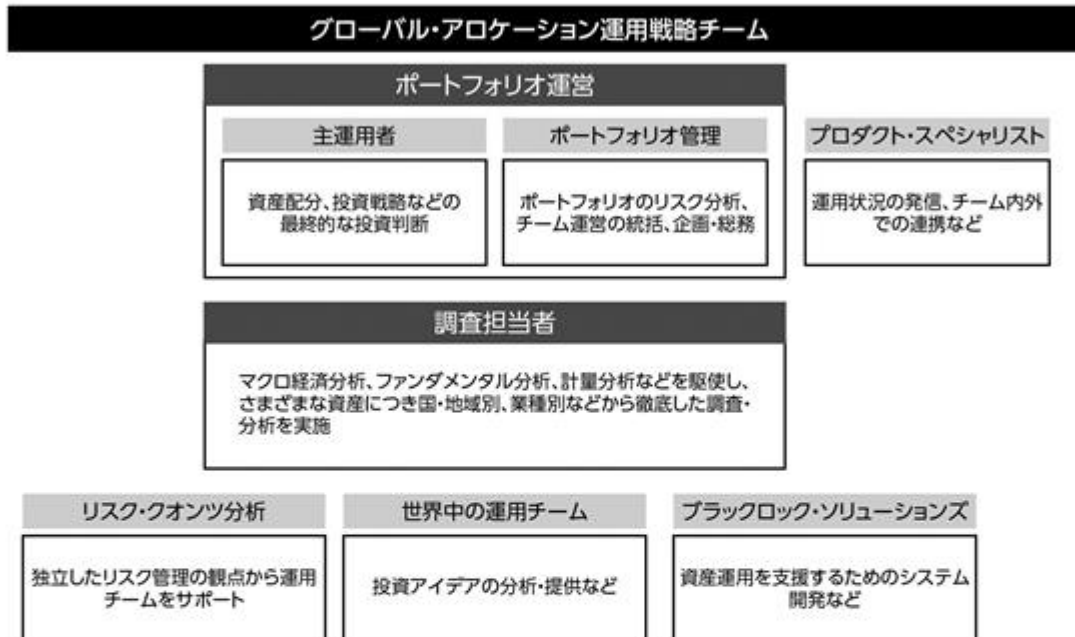 グローバル・アロケーション運用戦略チーム
ポートフォリオ運営
主運用者
資産配分、投資戦略などの
最終的な投資判断
ポートフォリオ管理
ポートフォリオのリスク分析、
チーム運営の統括、企画・総務
プロダクト・スペシャリスト
運用状況の発信、チーム内外
での連携など
調査担当者
マクロ経済分析、ファンダメンタル分析、計量分析などを駆使し、
さまざまな資産につき国・地域別、業種別などから徹底した調査・
分析を実施
リスク・クオンツ分析
独立したリスク管理の観点から運用
チームをサポート
世界中の運用チーム
投資アイデアの分析・提供など
ブラックロック・ソリューションズ
資産運用を支援するためのシステム
開発など